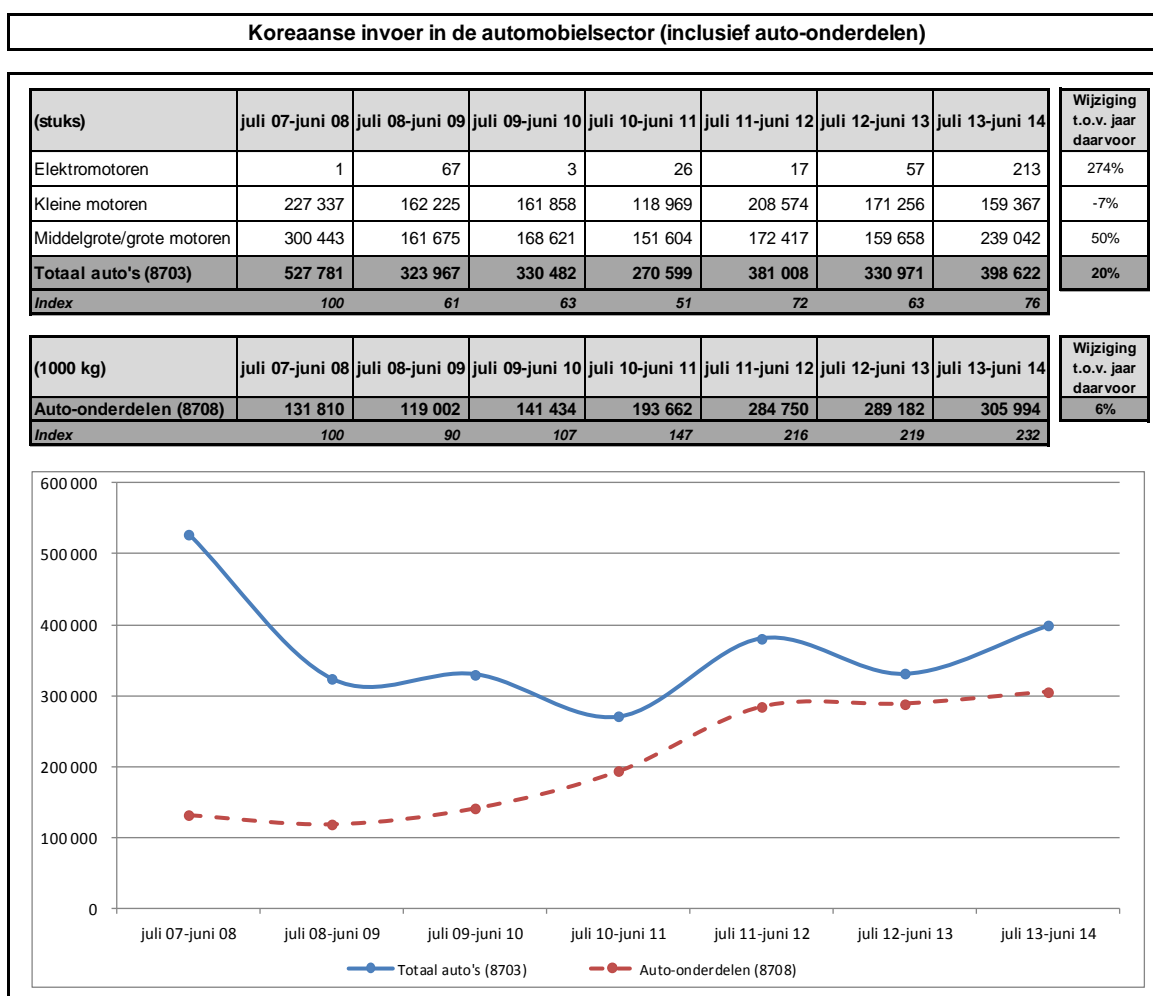 Koreaanse invoer in de automobielsector (inclusief auto-onderdelen)
(stuks) juli 07-juni 08 juli 08-juni 09 juli 09-juni 10 juli 10-juni 11 juli 11-juni 12 juli 12-juni 13 juli 13-juni 14 Wijziging t.o.v. jaar daarvoor
Elektromotoren 1 67 3 26 17 57 213 274%
Kleine motoren 227 337 162 225 161 858 118 969 208 574 171 256 159 367 -7%
Middelgrote/grote motoren 300 443 161 675 168 621 151 604 172 417 159 658 239 042 50%
Totaal auto's (8703) 527 781 323 967 330 482 270 599 381 008 330 971 398 622 20%
Index 100 61 63 51 72 63 76
(1000 kg) juli 07-juni 08 juli 08-juni 09 juli 09-juni 10 juli 10-juni 11 juli 11-juni 12 juli 12-juni 13 juli 13-juni 14 Wijziging t.o.v. jaar daarvoor
Auto-onderdelen (8708) 131 810 119 002 141 434 193 662 284 750 289 182 305 994 6%
Index 100 90 107 147 216 219 232
600 000
500 000
400 000
300 000
200 000
100 000
0
juli 07-juni 08 juli 08-juni 09 juli 09-juni 10 juli 10-juni 11 juli 11-juni 12 juli 12-juni 13 juli 13-juni 14
Totaal auto's (8703) Auto-onderdelen (8708)